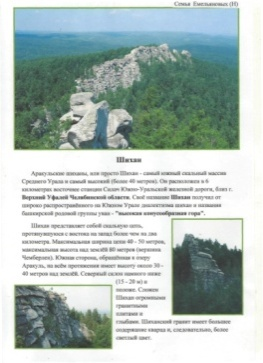 Семья Емельяновых (Н)
Шихан
Аракульские шиханы, или просто Шихан - самый южный скальный массив
Среднего Урала и самый высокий (более 40 метров). Он расположен в 6
километрах восточнее станции Силач Южно-Уральской железной дороги, близ г.
Верхний Уфалей Челябинской области. Своё название Шихан получил от
широко распространённого на Южном Урале диалектизма шихан и названия
башкирской родовой группы - "высокая конусообразная гора".
Шихан представляет собой скальную цепь,
протянувшуюся с востока на запад более чем на два
километра. Максимальная ширина цепи 40 - 50 метров,
максимальная высота над землёй 80 метров (вершина
Чемберлен). Южная сторона, обращённая к озеру
Аракуль, на всём протяжении имеет высоту около 30 -
40 метров над землёй. Северный склон намного ниже
(15 - 20 м) и
положе. Сложен
Шихан огромными
гранитными
плитами и
глыбами. Шиханский гранит имеет большое
содержание кварца и, следовательно, более
светлый цвет.